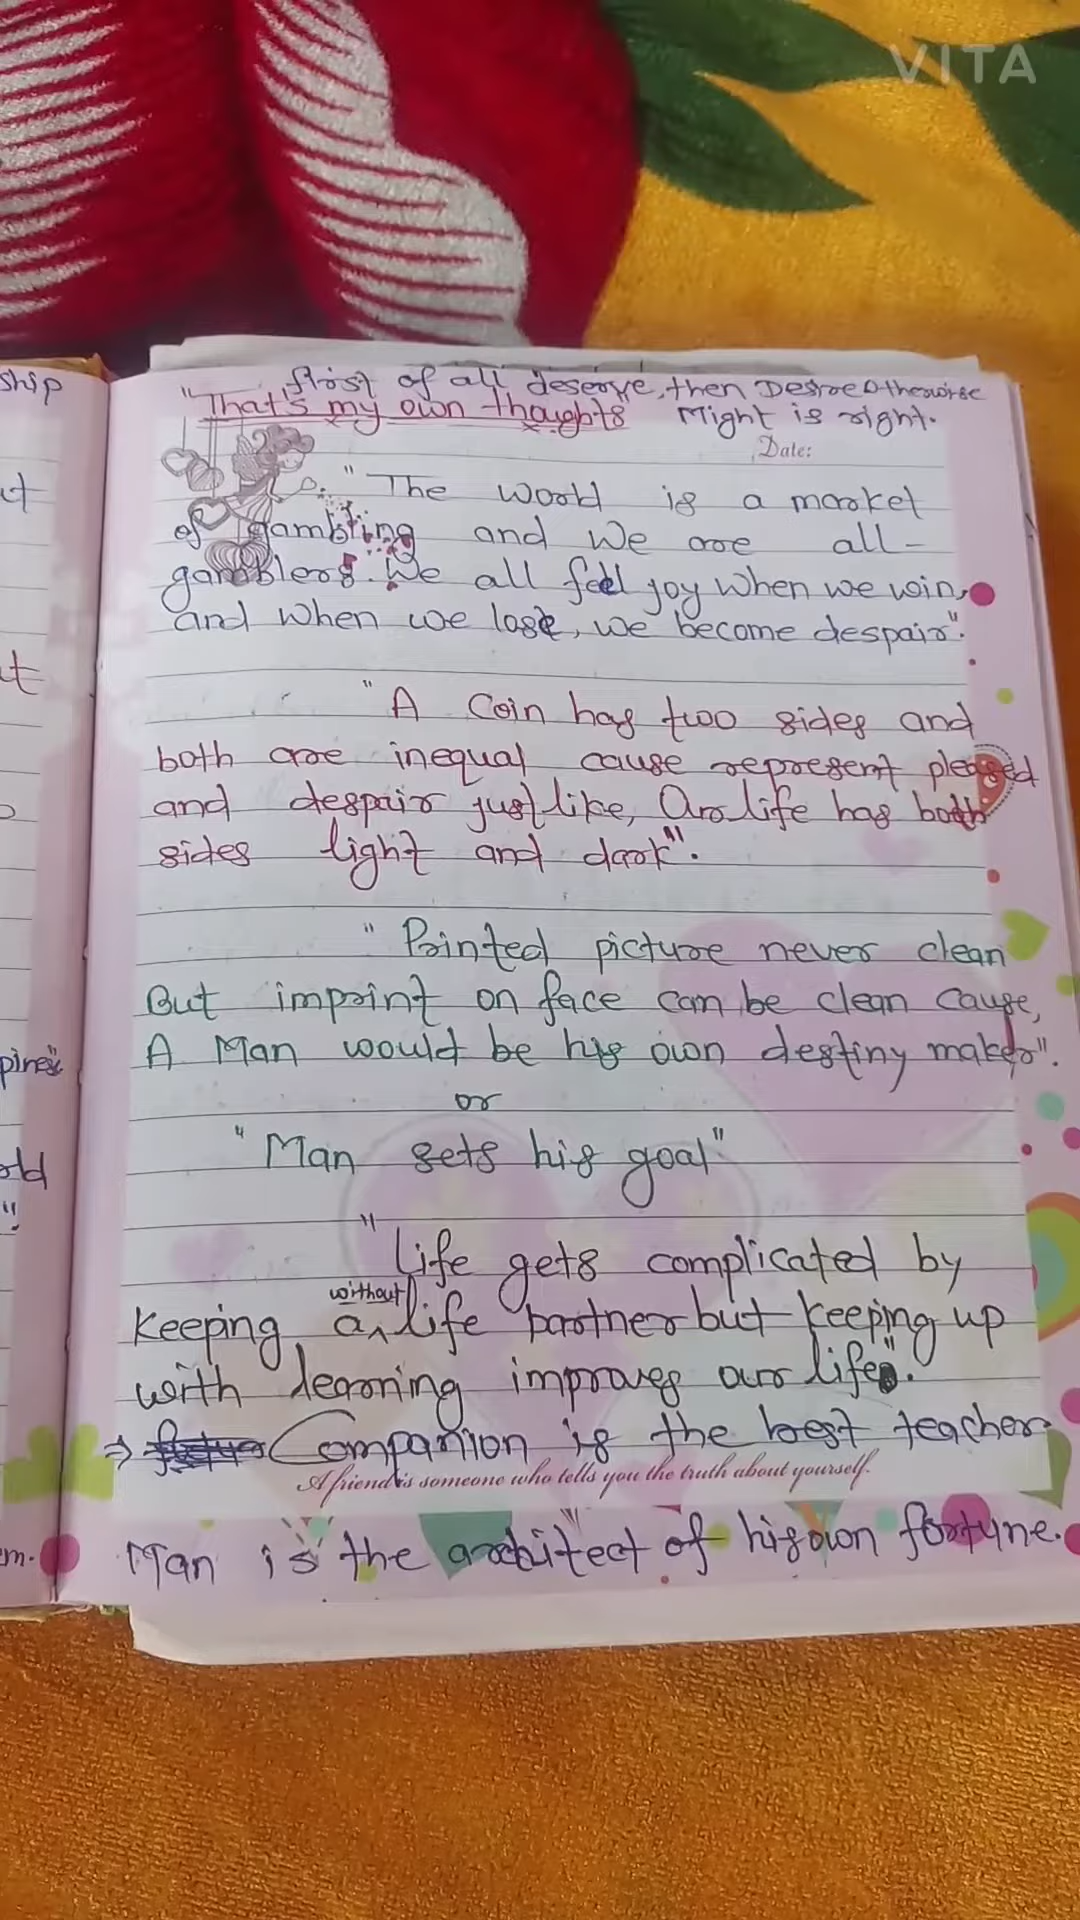 VITA
first of all deserve, then Desire Otherwise
"That's my own thoughts Might is right.
Date:
"The world is a market
of gambling and we are all-
gamblers. We all feel joy when we win,
and when we lose, we become despair".
"A Coin has two sides and
both are inequal cause represent pleased
and despair just like, Our life has both
sides light and dark".
"Printed picture never clean
But imprint on face can be clean cause,
A Man would be his own destiny maker".
or
"Man sets his goal"
"Life gets complicated by
Keeping a without life partner but keeping up
with learning improves our life".
⇒ Companion is the best teacher.
A friend is someone who tells you the truth about yourself.
Man is the architect of his own fortune.
ship
ut
ut
pines
old
"
em.